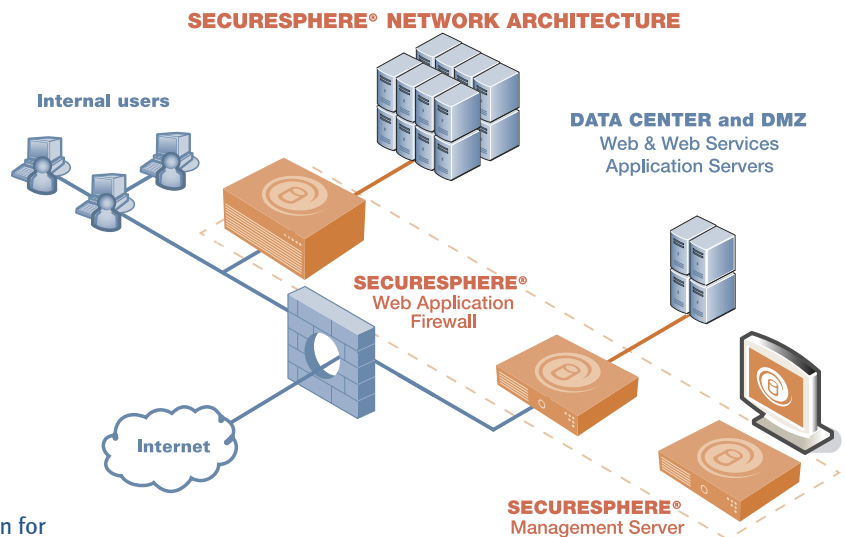 SECURESPHERE® NETWORK ARCHITECTURE
Internal users
DATA CENTER and DMZ
Web & Web Services
Application Servers
SECURESPHERE®
Web Application
Firewall
Internet
SECURESPHERE®
Management Server
n for